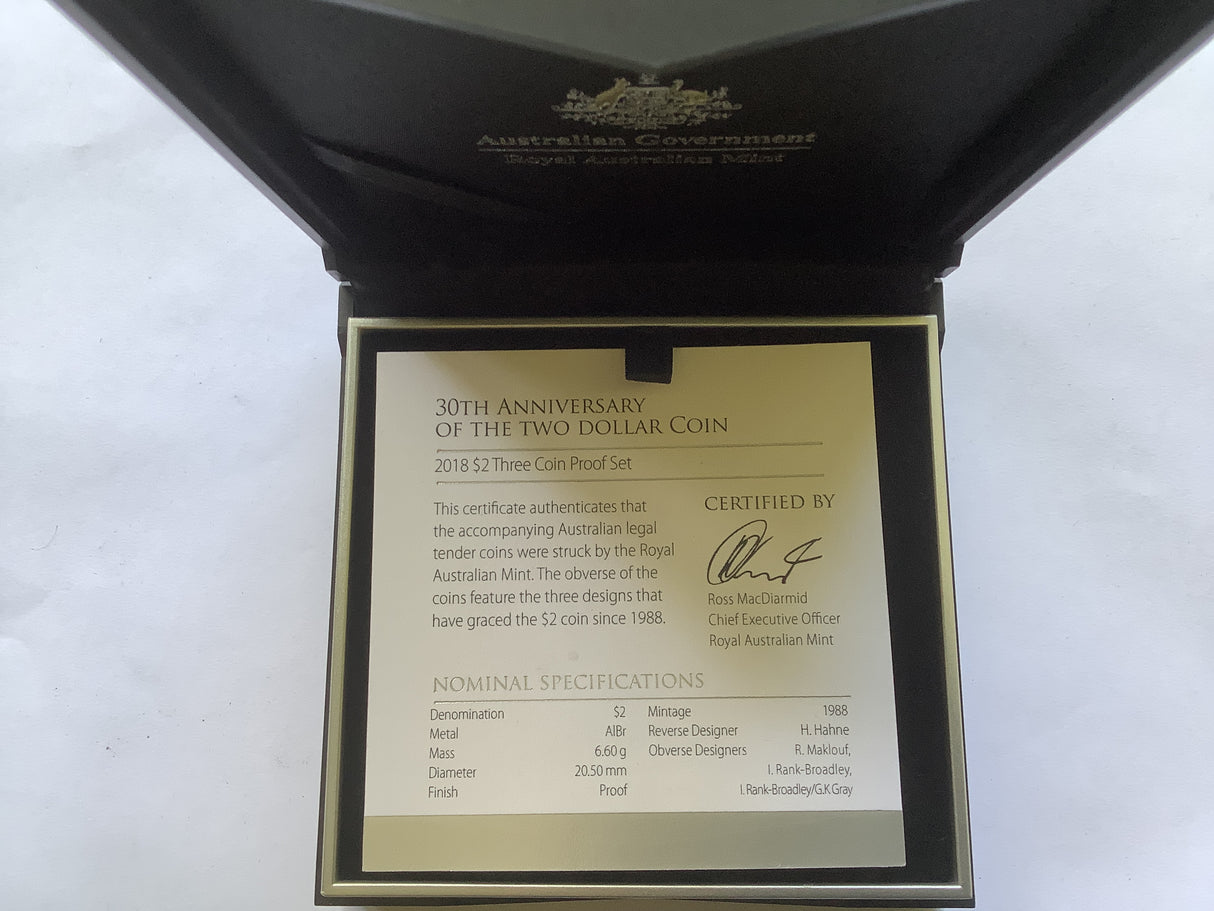 Australian Government
Royal Australian Mint
30TH ANNIVERSARY
OF THE TWO DOLLAR COIN
2018 $2 Three Coin Proof Set
This certificate authenticates that
the accompanying Australian legal
tender coins were struck by the Royal
Australian Mint. The obverse of the
coins feature the three designs that
have graced the $2 coin since 1988.
CERTIFIED BY
Ross MacDiarmid
Chief Executive Officer
Royal Australian Mint
NOMINAL SPECIFICATIONS
Denomination $2
Metal AlBr
Mass 6.60 g
Diameter 20.50 mm
Finish Proof
Mintage 1988
Reverse Designer H. Hahne
Obverse Designers R. Maklouf,
I. Rank-Broadley,
I. Rank-Broadley/G.K Gray